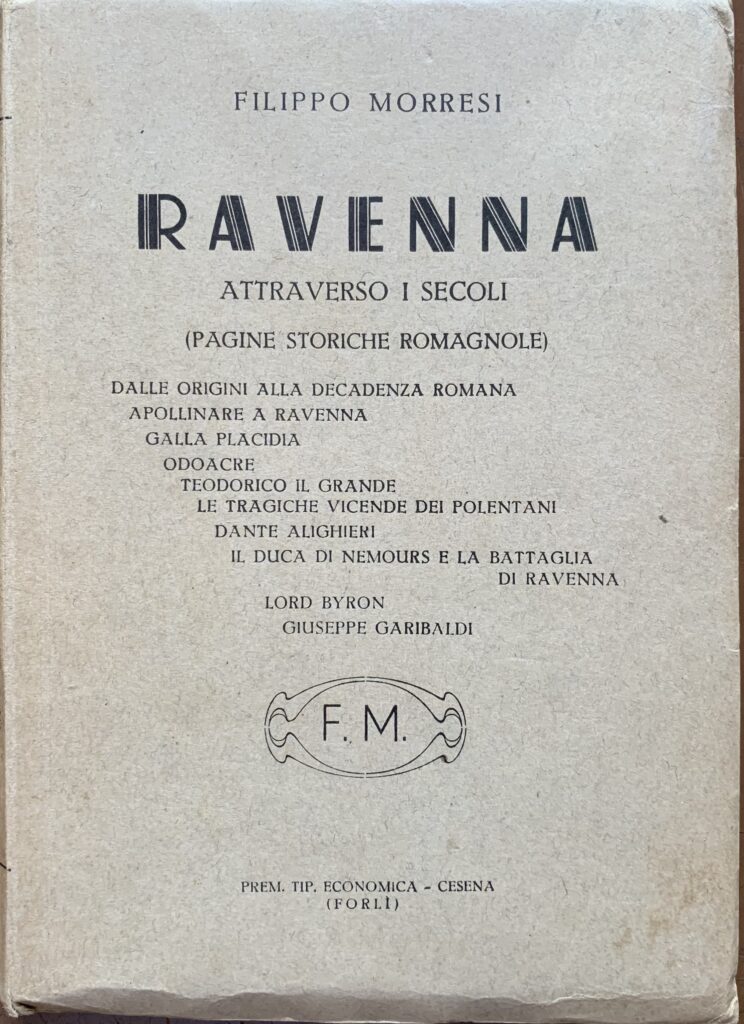 FILIPPO MORRESI
RAVENNA
ATTRAVERSO I SECOLI
(PAGINE STORICHE ROMAGNOLE)
DALLE ORIGINI ALLA DECADENZA ROMANA
APOLLINARE A RAVENNA
GALLA PLACIDIA
ODOACRE
TEODORICO IL GRANDE
LE TRAGICHE VICENDE DEI POLENTANI
DANTE ALIGHIERI
IL DUCA DI NEMOURS E LA BATTAGLIA
DI RAVENNA
LORD BYRON
GIUSEPPE GARIBALDI
F. M.
PREM. TIP. ECONOMICA - CESENA
(FORLÌ)